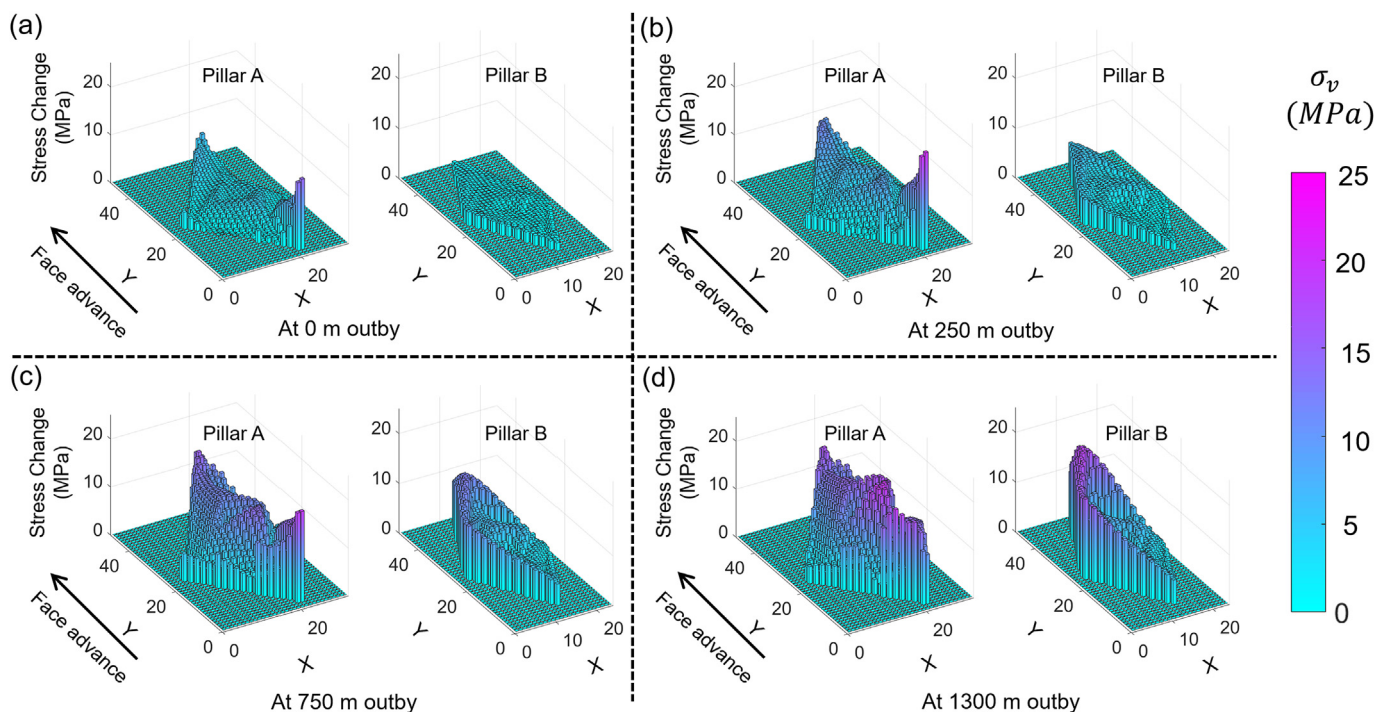 (a)
Pillar A
Pillar B
Stress Change
(MPa)
20
10
0
40
20
0
Y
0
20
X
20
10
0
40
20
0
Y
0
10
20
X
Face advance
At 0 m outby
(b)
Pillar A
Pillar B
Stress Change
(MPa)
20
10
0
40
20
0
Y
0
20
X
20
10
0
40
20
0
Y
0
10
20
X
Face advance
At 250 m outby
σv
(MPa)
25
20
15
10
5
0
(c)
Pillar A
Pillar B
Stress Change
(MPa)
20
10
0
40
20
0
Y
0
20
X
20
10
0
40
20
0
Y
0
10
20
X
Face advance
At 750 m outby
(d)
Pillar A
Pillar B
Stress Change
(MPa)
20
10
0
40
20
0
Y
0
20
X
20
10
0
40
20
0
Y
0
10
20
X
Face advance
At 1300 m outby